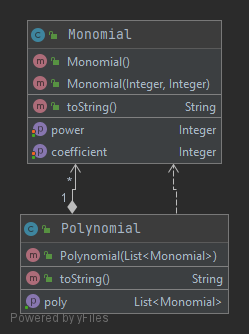 Monomial
Monomial()
Monomial(Integer, Integer)
toString() String
power Integer
coefficient Integer
*
1
Polynomial
Polynomial(List<Monomial>)
toString() String
poly List<Monomial>
Powered by yFiles